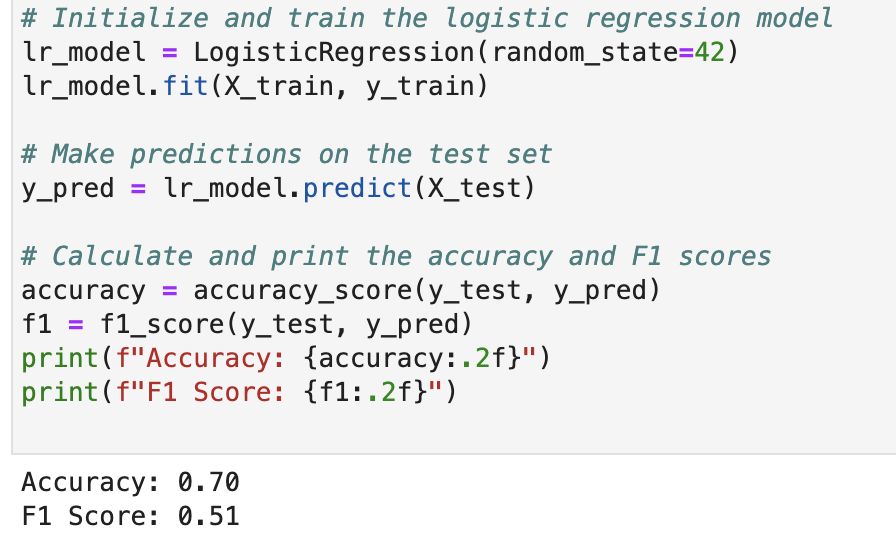 # Initialize and train the logistic regression model
lr_model = LogisticRegression(random_state=42)
lr_model.fit(X_train, y_train)

# Make predictions on the test set
y_pred = lr_model.predict(X_test)

# Calculate and print the accuracy and F1 scores
accuracy = accuracy_score(y_test, y_pred)
f1 = f1_score(y_test, y_pred)
print(f"Accuracy: {accuracy:.2f}")
print(f"F1 Score: {f1:.2f}")

Accuracy: 0.70
F1 Score: 0.51